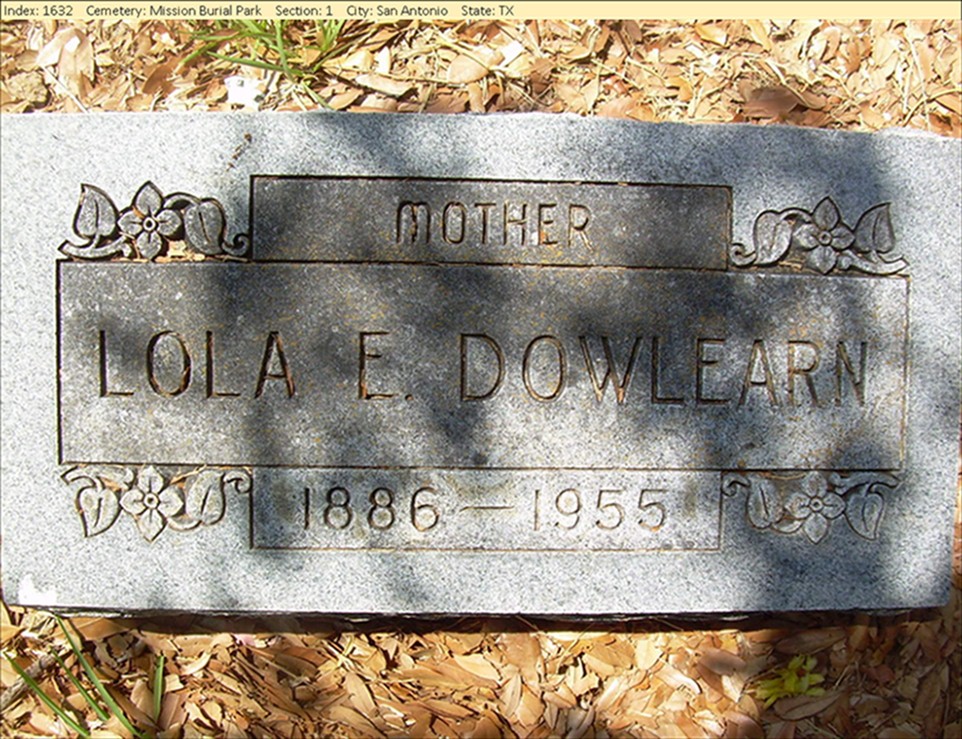 Index: 1632 Cemetery: Mission Burial Park Section: 1 City: San Antonio State: TX
MOTHER
LOLA E. DOWLEARN
1886 — 1955